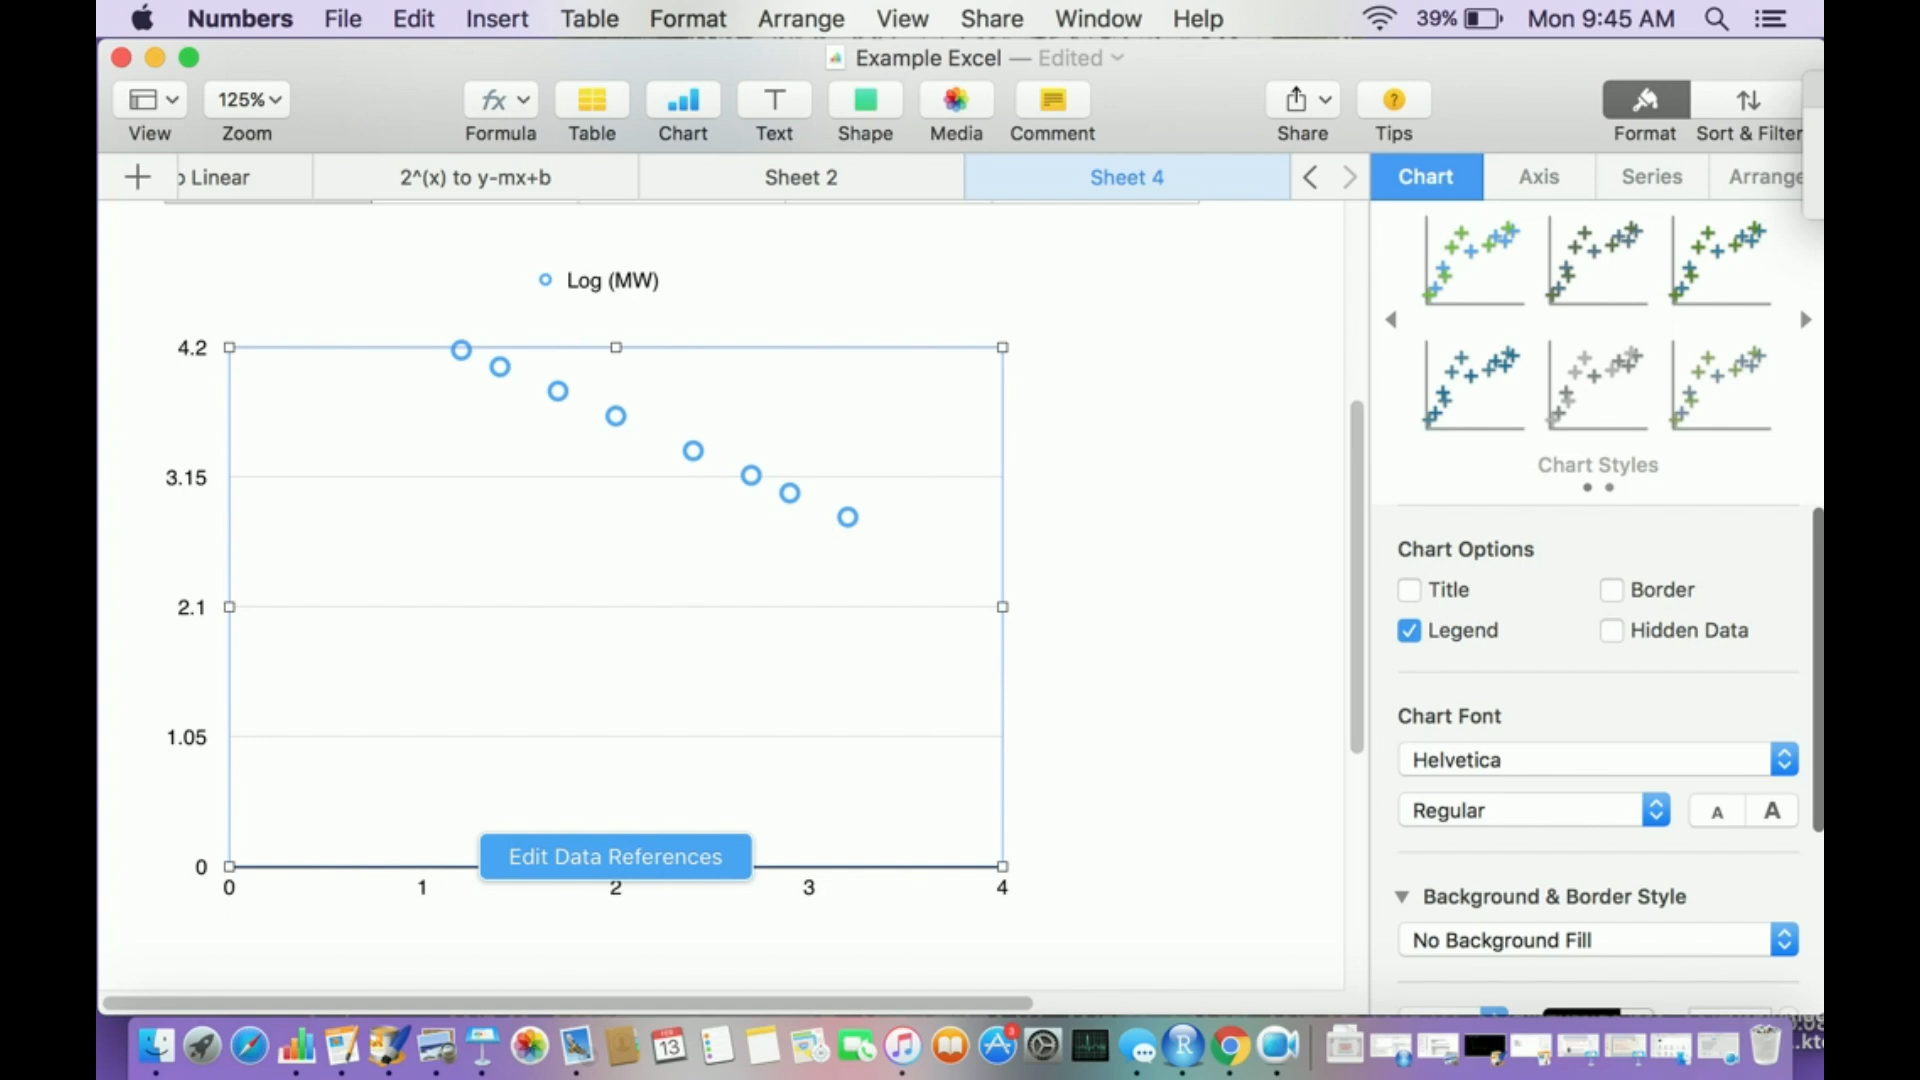 Numbers File Edit Insert Table Format Arrange View Share Window Help 39% Mon 9:45 AM
Example Excel — Edited
125%
View Zoom Formula Table Chart Text Shape Media Comment Share Tips Format Sort & Filter
Linear 2^(x) to y-mx+b Sheet 2 Sheet 4 Chart Axis Series Arrange
Log (MW)
4.2
3.15
2.1
1.05
0
Edit Data References
0 1 2 3 4
Chart Styles
Chart Options
Title Border
Legend Hidden Data
Chart Font
Helvetica
Regular A A
Background & Border Style
No Background Fill
13
3